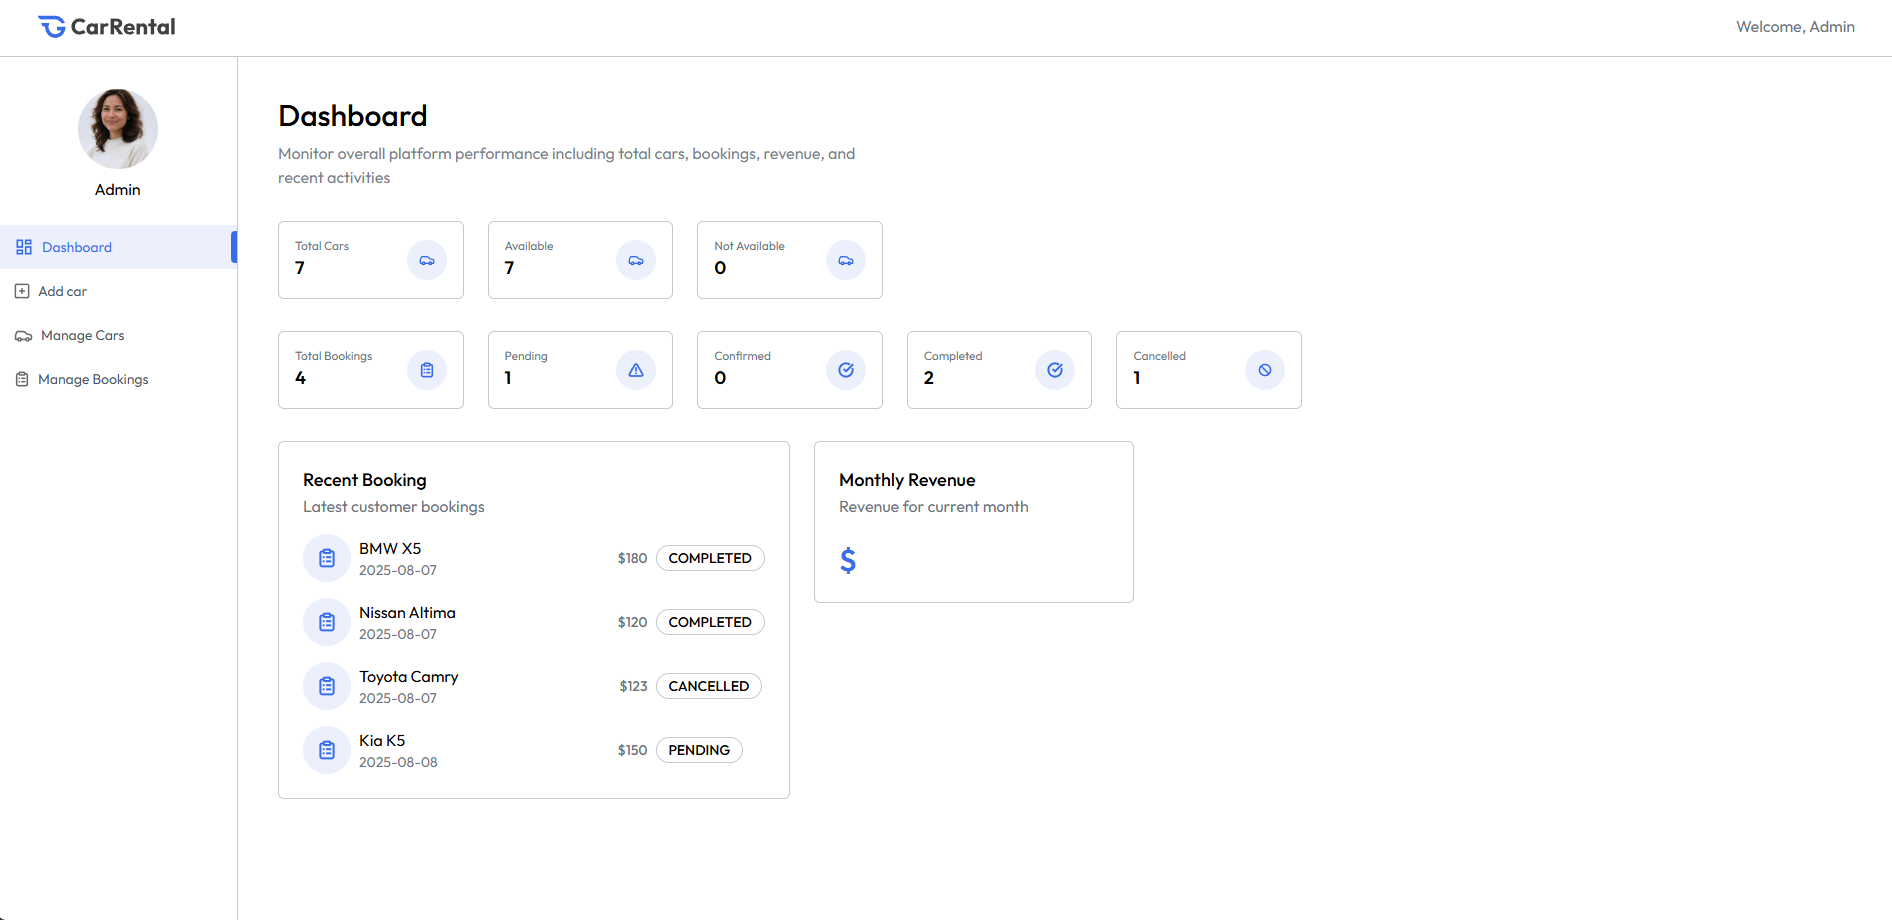 CarRental
Welcome, Admin
Admin
Dashboard
Add car
Manage Cars
Manage Bookings
Dashboard
Monitor overall platform performance including total cars, bookings, revenue, and
recent activities
Total Cars
7
Available
7
Not Available
0
Total Bookings
4
Pending
1
Confirmed
0
Completed
2
Cancelled
1
Recent Booking
Latest customer bookings
BMW X5
2025-08-07
$180 COMPLETED
Nissan Altima
2025-08-07
$120 COMPLETED
Toyota Camry
2025-08-07
$123 CANCELLED
Kia K5
2025-08-08
$150 PENDING
Monthly Revenue
Revenue for current month
$